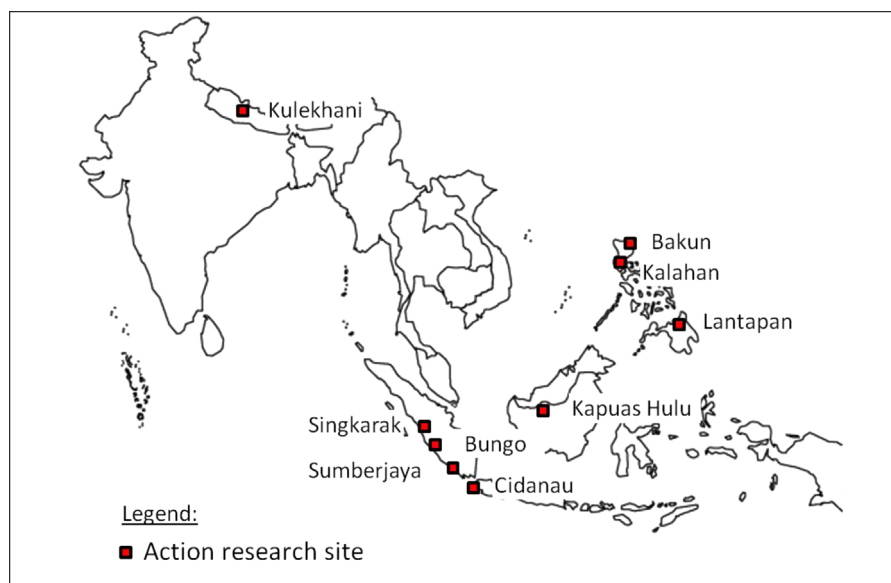 Kulekhani
Bakun
Kalahan
Lantapan
Kapuas Hulu
Singkarak
Bungo
Sumberjaya
Cidanau
Legend:
Action research site